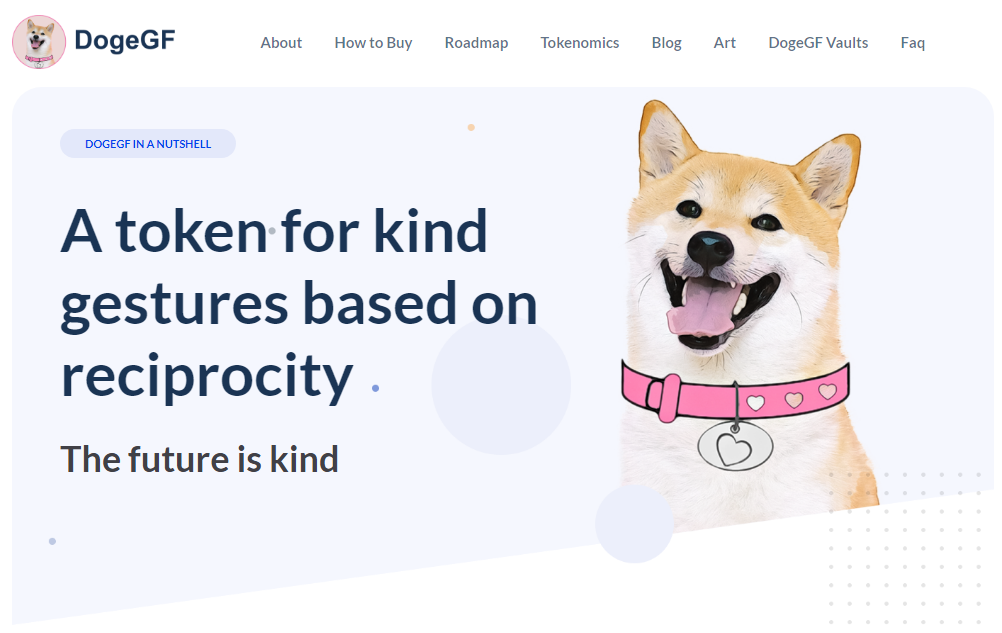 DogeGF
About
How to Buy
Roadmap
Tokenomics
Blog
Art
DogeGF Vaults
Faq
DOGEGF IN A NUTSHELL
A token for kind
gestures based on
reciprocity
The future is kind